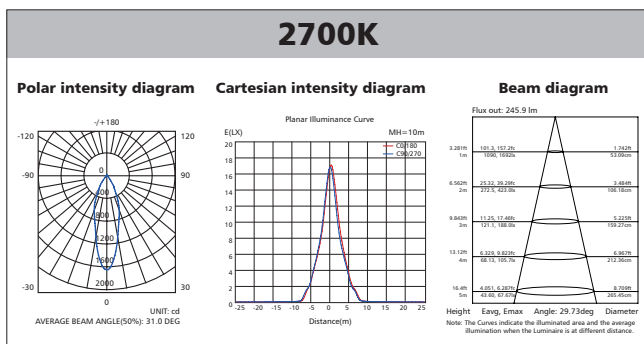 2700K
Polar intensity diagram
Cartesian intensity diagram
Beam diagram
-/+180
-120
120
-90
90
-30
30
0
0
400
800
1200
1600
2000
UNIT: cd
AVERAGE BEAM ANGLE(50%): 31.0 DEG
Planar Illuminance Curve
E(LX)
MH=10m
C0/180
C90/270
20
18
16
14
12
10
8
6
4
2
0
-25 -20 -15 -10 -5 0 5 10 15 20 25
Distance(m)
Flux out: 245.9 lm
3.281ft 101.3, 157.2fc 1.742ft
1m 1090, 1692lx 53.09cm
6.562ft 25.32, 39.29fc 3.484ft
2m 272.5, 423.0lx 106.18cm
9.843ft 11.25, 17.46fc 5.225ft
3m 121.1, 188.0lx 159.27cm
13.12ft 6.329, 9.823fc 6.967ft
4m 68.13, 105.7lx 212.36cm
16.4ft 4.051, 6.287fc 8.709ft
5m 43.60, 67.67lx 265.45cm
Height Eavg, Emax Angle: 29.73deg Diameter
Note: The Curves indicate the illuminated area and the average
illumination when the Luminaire is at different distance.